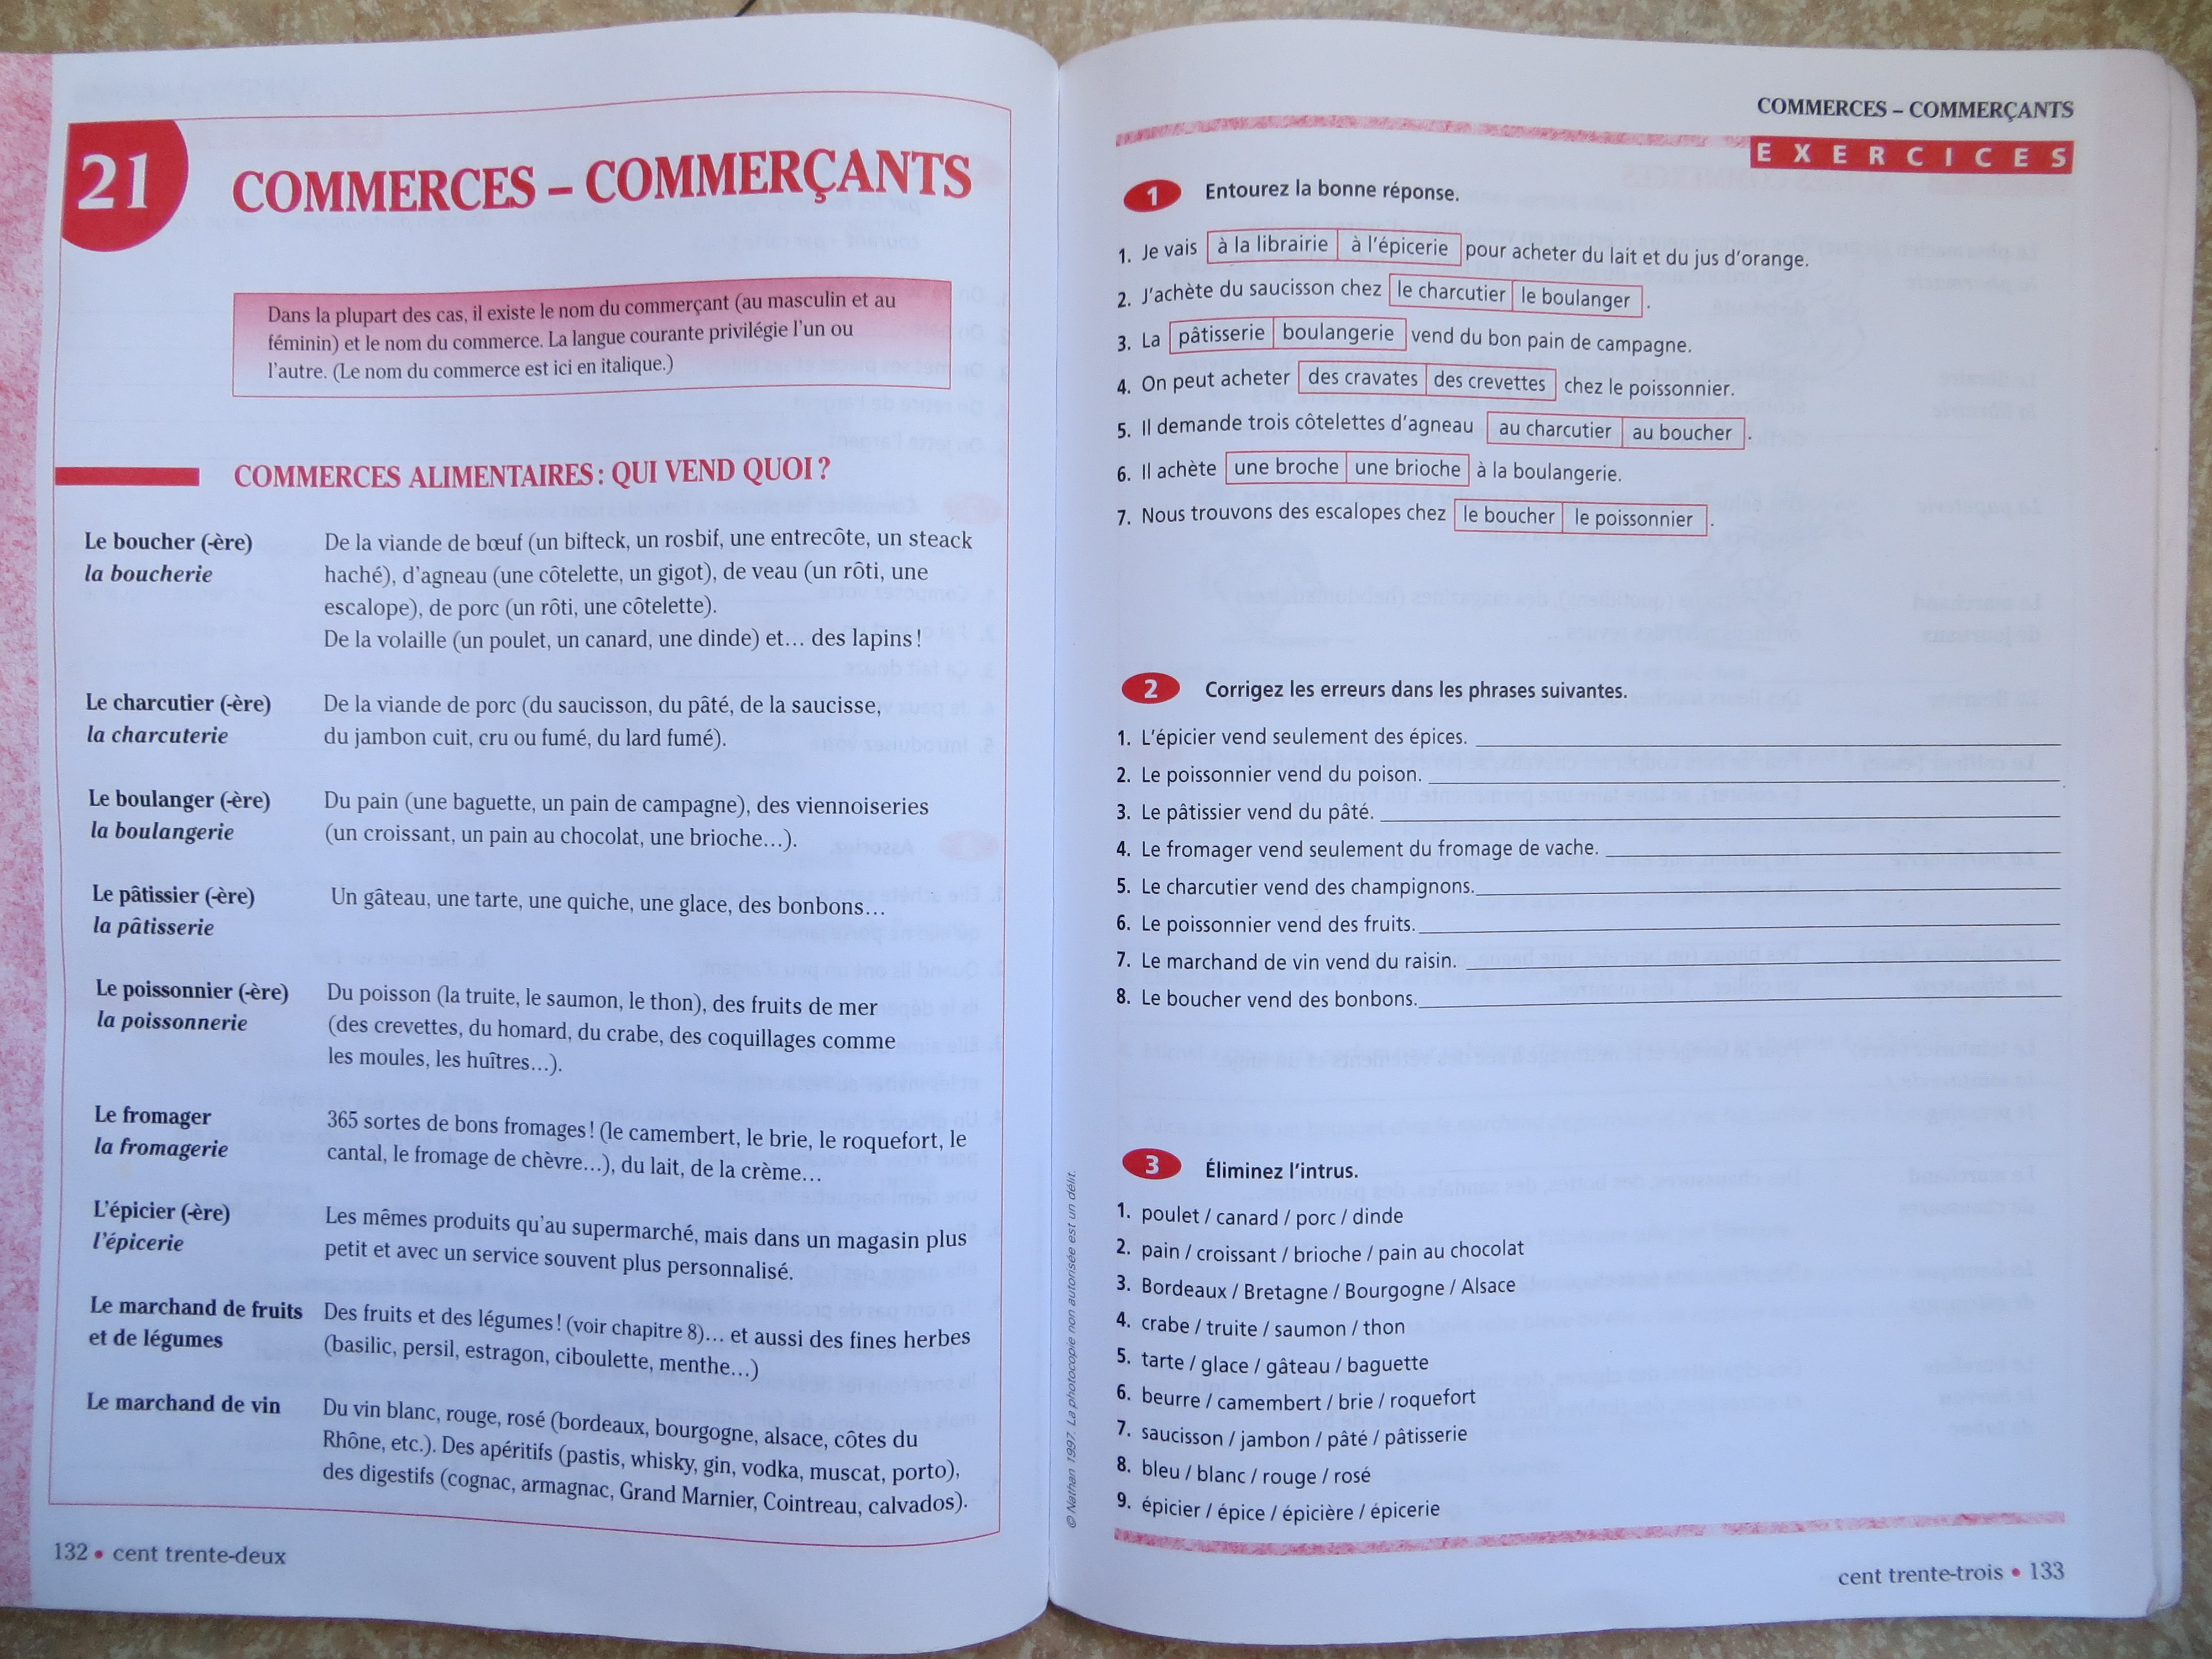 21
COMMERCES – COMMERÇANTS
Dans la plupart des cas, il existe le nom du commerçant (au masculin et au
féminin) et le nom du commerce. La langue courante privilégie l'un ou
l'autre. (Le nom du commerce est ici en italique.)
COMMERCES ALIMENTAIRES : QUI VEND QUOI ?
Le boucher (-ère)
la boucherie
De la viande de bœuf (un bifteck, un rosbif, une entrecôte, un steack
haché), d'agneau (une côtelette, un gigot), de veau (un rôti, une
escalope), de porc (un rôti, une côtelette).
De la volaille (un poulet, un canard, une dinde) et… des lapins !
Le charcutier (-ère)
la charcuterie
De la viande de porc (du saucisson, du pâté, de la saucisse,
du jambon cuit, cru ou fumé, du lard fumé).
Le boulanger (-ère)
la boulangerie
Du pain (une baguette, un pain de campagne), des viennoiseries
(un croissant, un pain au chocolat, une brioche…).
Le pâtissier (-ère)
la pâtisserie
Un gâteau, une tarte, une quiche, une glace, des bonbons…
Le poissonnier (-ère)
la poissonnerie
Du poisson (la truite, le saumon, le thon), des fruits de mer
(des crevettes, du homard, du crabe, des coquillages comme
les moules, les huîtres…).
Le fromager
la fromagerie
365 sortes de bons fromages ! (le camembert, le brie, le roquefort, le
cantal, le fromage de chèvre…), du lait, de la crème…
L'épicier (-ère)
l'épicerie
Les mêmes produits qu'au supermarché, mais dans un magasin plus
petit et avec un service souvent plus personnalisé.
Le marchand de fruits
et de légumes
Des fruits et des légumes ! (voir chapitre 8)… et aussi des fines herbes
(basilic, persil, estragon, ciboulette, menthe…)
Le marchand de vin
Du vin blanc, rouge, rosé (bordeaux, bourgogne, alsace, côtes du
Rhône, etc.). Des apéritifs (pastis, whisky, gin, vodka, muscat, porto),
des digestifs (cognac, armagnac, Grand Marnier, Cointreau, calvados).
132 • cent trente-deux
COMMERCES – COMMERÇANTS
EXERCICES
1 Entourez la bonne réponse.
1. Je vais à la librairie à l'épicerie pour acheter du lait et du jus d'orange.
2. J'achète du saucisson chez le charcutier le boulanger .
3. La pâtisserie boulangerie vend du bon pain de campagne.
4. On peut acheter des cravates des crevettes chez le poissonnier.
5. Il demande trois côtelettes d'agneau au charcutier au boucher .
6. Il achète une broche une brioche à la boulangerie.
7. Nous trouvons des escalopes chez le boucher le poissonnier .
2 Corrigez les erreurs dans les phrases suivantes.
1. L'épicier vend seulement des épices.
2. Le poissonnier vend du poison.
3. Le pâtissier vend du pâté.
4. Le fromager vend seulement du fromage de vache.
5. Le charcutier vend des champignons.
6. Le poissonnier vend des fruits.
7. Le marchand de vin vend du raisin.
8. Le boucher vend des bonbons.
3 Éliminez l'intrus.
1. poulet / canard / porc / dinde
2. pain / croissant / brioche / pain au chocolat
3. Bordeaux / Bretagne / Bourgogne / Alsace
4. crabe / truite / saumon / thon
5. tarte / glace / gâteau / baguette
6. beurre / camembert / brie / roquefort
7. saucisson / jambon / pâté / pâtisserie
8. bleu / blanc / rouge / rosé
9. épicier / épice / épicière / épicerie
© Nathan 1997. La photocopie non autorisée est un délit.
cent trente-trois • 133